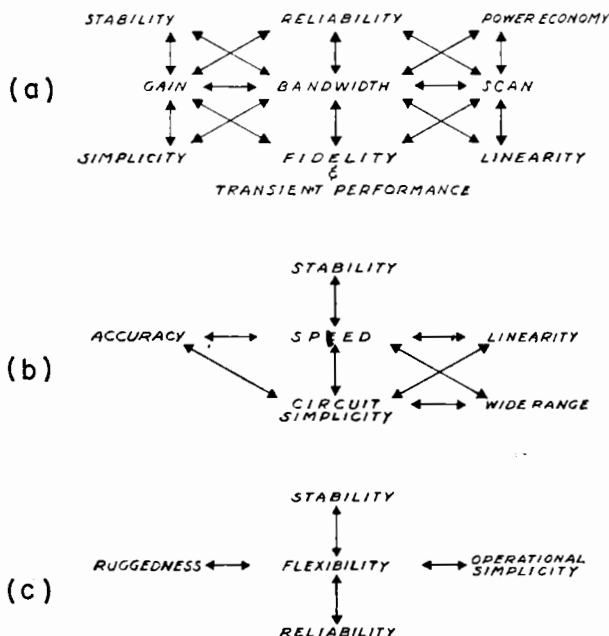 STABILITY RELIABILITY POWER ECONOMY
(a) GAIN BANDWIDTH SCAN
SIMPLICITY FIDELITY LINEARITY
&
TRANSIENT PERFORMANCE
STABILITY
ACCURACY SPEED LINEARITY
(b)
CIRCUIT
SIMPLICITY WIDE RANGE
STABILITY
RUGGEDNESS FLEXIBILITY OPERATIONAL
SIMPLICITY
(c)
RELIABILITY